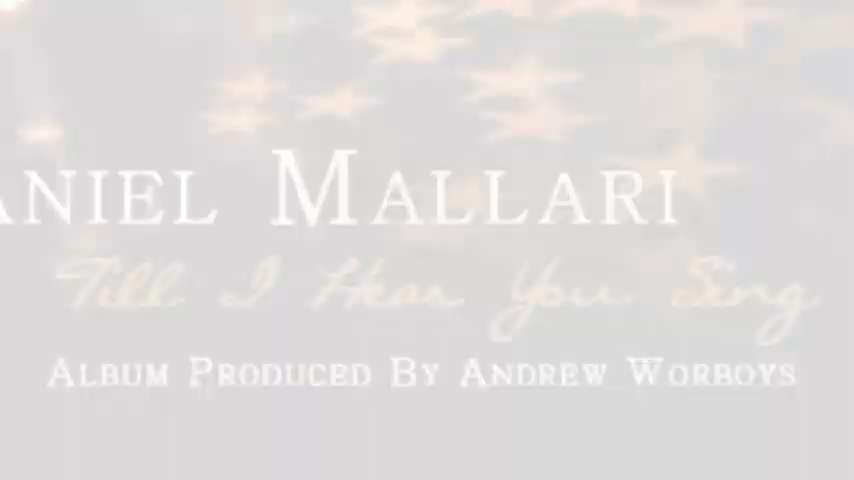 ANIEL MALLARI
Till I Hear You Sing
ALBUM PRODUCED BY ANDREW WORBOYS